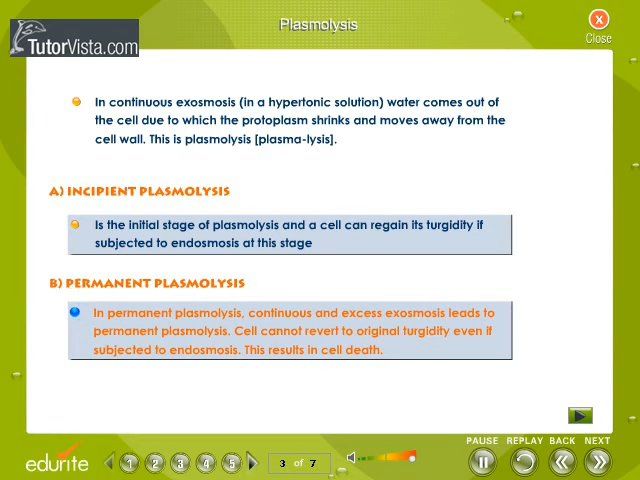 Plasmolysis
Close
TutorVista.com
In continuous exosmosis (in a hypertonic solution) water comes out of
the cell due to which the protoplasm shrinks and moves away from the
cell wall. This is plasmolysis [plasma-lysis].
A) INCIPIENT PLASMOLYSIS
Is the initial stage of plasmolysis and a cell can regain its turgidity if
subjected to endosmosis at this stage
B) PERMANENT PLASMOLYSIS
In permanent plasmolysis, continuous and excess exosmosis leads to
permanent plasmolysis. Cell cannot revert to original turgidity even if
subjected to endosmosis. This results in cell death.
PAUSE REPLAY BACK NEXT
edurite 1 2 3 4 5 3 of 7